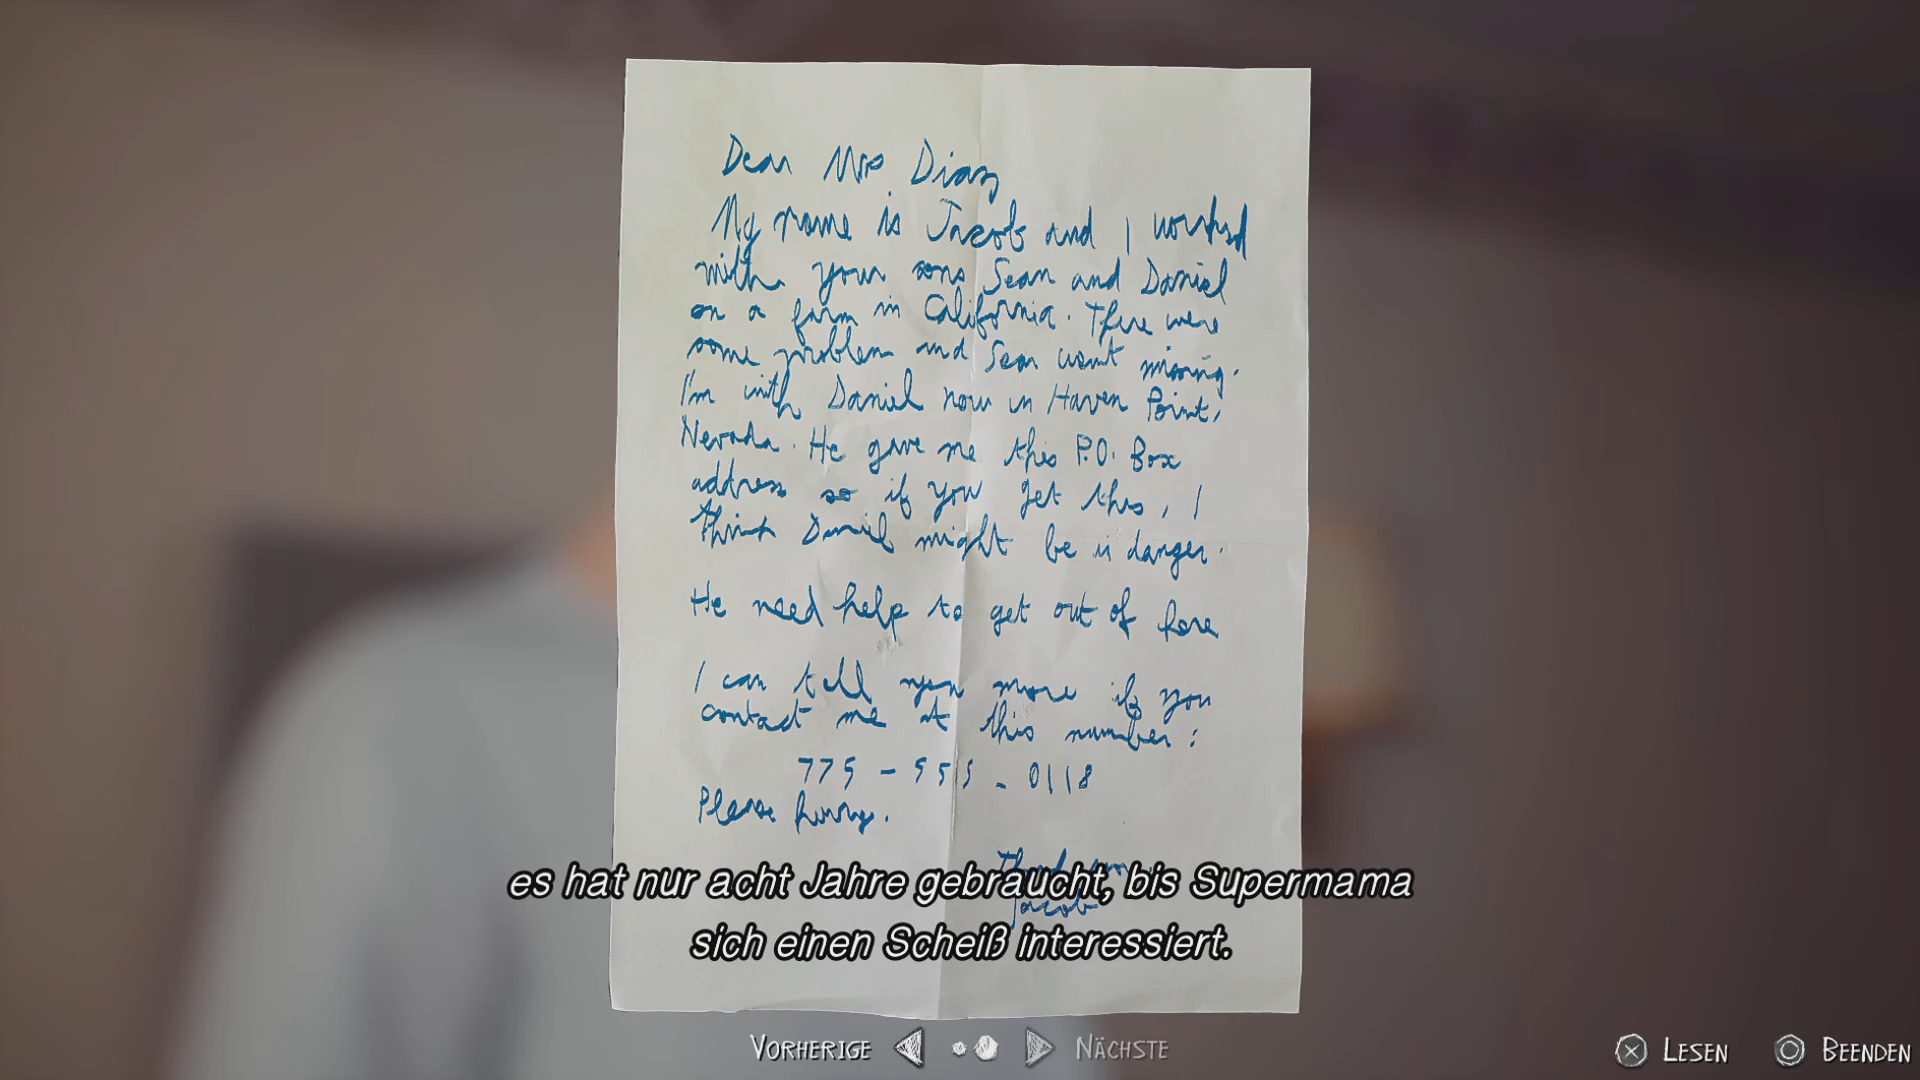 Dear Mrs Diaz
My name is Jacob and I worked
with your sons Sean and Daniel
on a farm in California. There were
some problem and Sean went missing.
I'm with Daniel now in Haven Point,
Nevada. He gave me this P.O. Box
address so if you get this, I
think Daniel might be in danger.
He need help to get out of here
I can tell you more if you
contact me at this number:
775-555-0118
Please hurry.
Jacob
es hat nur acht Jahre gebraucht, bis Supermama
sich einen Scheiß interessiert.
VORHERIGE NÄCHSTE LESEN BEENDEN